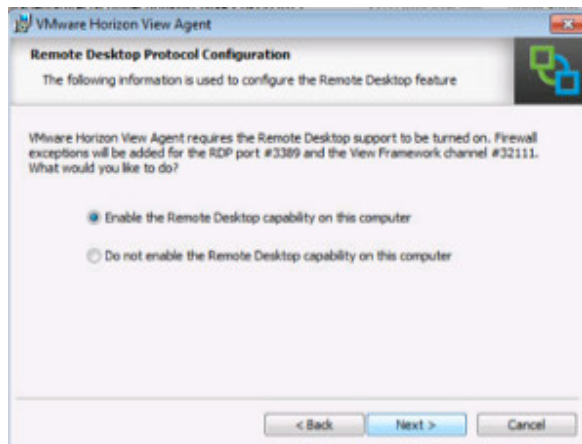 VMware Horizon View Agent
Remote Desktop Protocol Configuration
The following information is used to configure the Remote Desktop feature
VMware Horizon View Agent requires the Remote Desktop support to be turned on. Firewall
exceptions will be added for the RDP port #3389 and the View Framework channel #32111.
What would you like to do?
Enable the Remote Desktop capability on this computer
Do not enable the Remote Desktop capability on this computer
< Back Next > Cancel